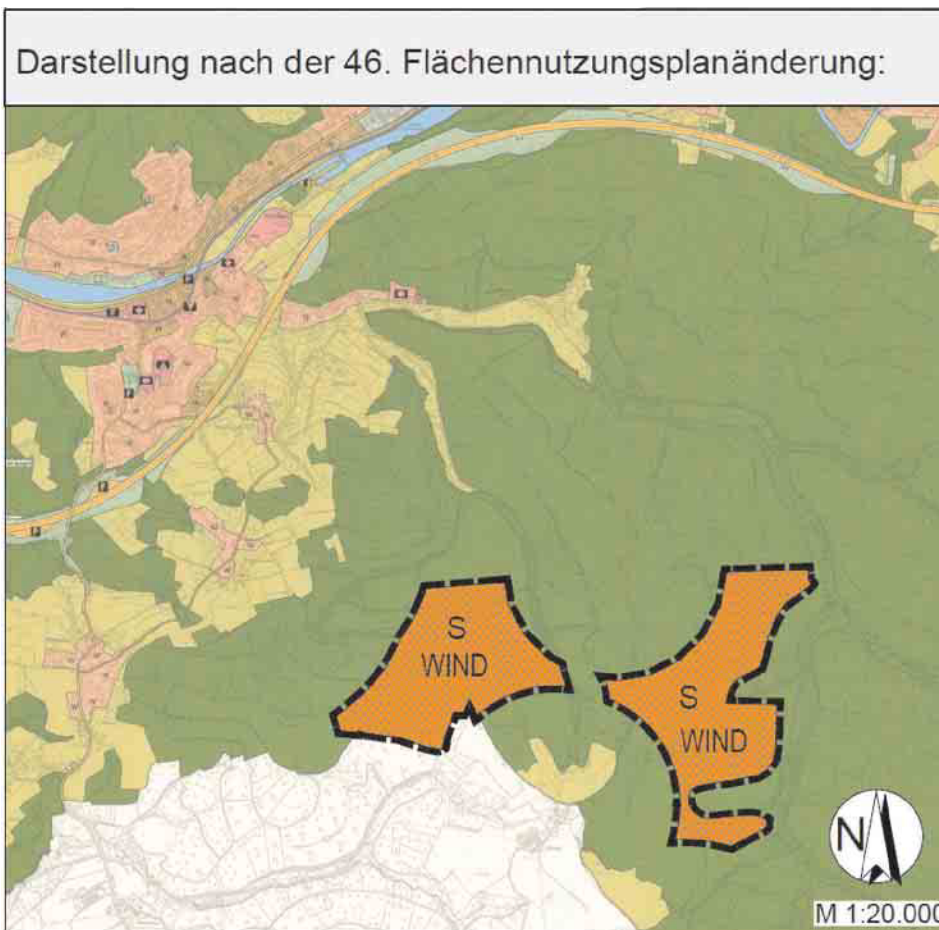 Darstellung nach der 46. Flächennutzungsplanänderung:
S
WIND
S
WIND
N
M 1:20.000